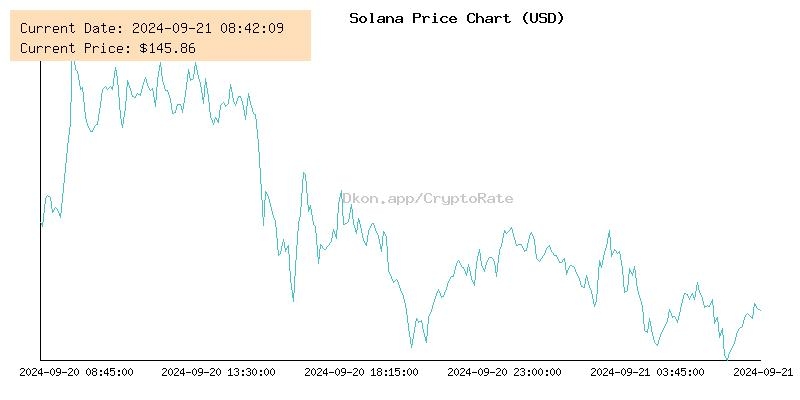 Solana Price Chart (USD)
Current Date: 2024-09-21 08:42:09
Current Price: $145.86
Dkon.app/CryptoRate
2024-09-20 08:45:00
2024-09-20 13:30:00
2024-09-20 18:15:00
2024-09-20 23:00:00
2024-09-21 03:45:00
2024-09-21